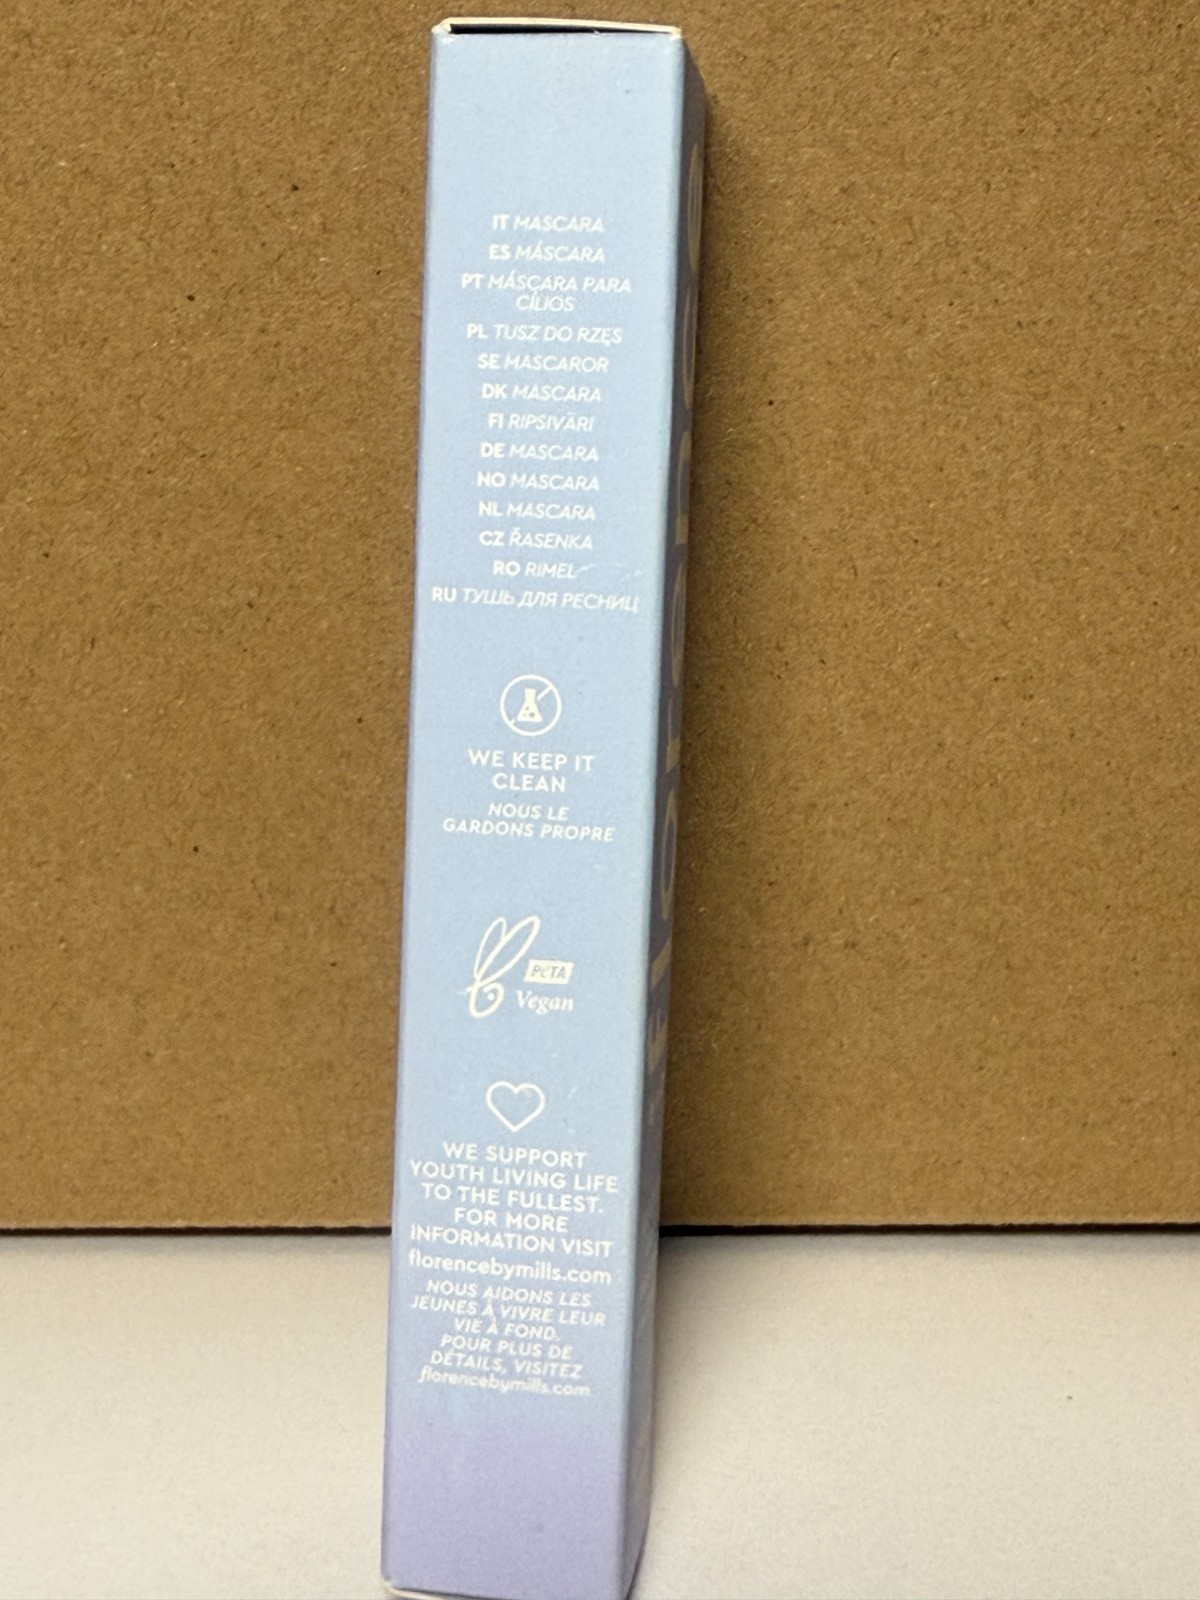 IT MASCARA
ES MÁSCARA
PT MÁSCARA PARA
CÍLIOS
PL TUSZ DO RZĘS
SE MASCAROR
DK MASCARA
FI RIPSIVÄRI
DE MASCARA
NO MASCARA
NL MASCARA
CZ ŘASENKA
RO RIMEL
RU ТУШЬ ДЛЯ РЕСНИЦ
WE KEEP IT
CLEAN
NOUS LE
GARDONS PROPRE
PETA
Vegan
WE SUPPORT
YOUTH LIVING LIFE
TO THE FULLEST.
FOR MORE
INFORMATION VISIT
florencebymills.com
NOUS AIDONS LES
JEUNES À VIVRE LEUR
VIE À FOND.
POUR PLUS DE
DÉTAILS, VISITEZ
florencebymills.com